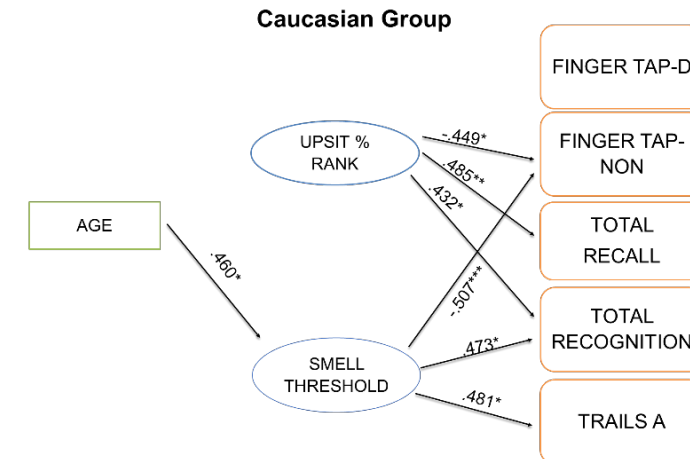 Caucasian Group
FINGER TAP-D
UPSIT %
RANK
-.449*
.485**
.432*
FINGER TAP-
NON
AGE
TOTAL
RECALL
.460*
-.507***
SMELL
THRESHOLD
.473*
.481*
TOTAL
RECOGNITION
TRAILS A